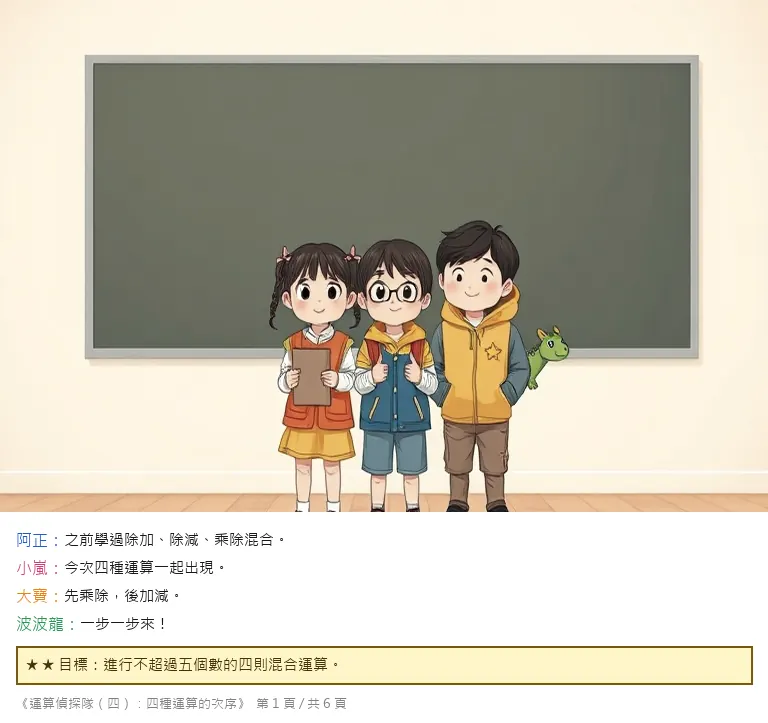 阿正：之前學過除加、除減、乘除混合。
小嵐：今次四種運算一起出現。
大寶：先乘除，後加減。
波波龍：一步一步來！
★★目標：進行不超過五個數的四則混合運算。
《運算偵探隊（四）：四種運算的次序》 第 1 頁 / 共 6 頁